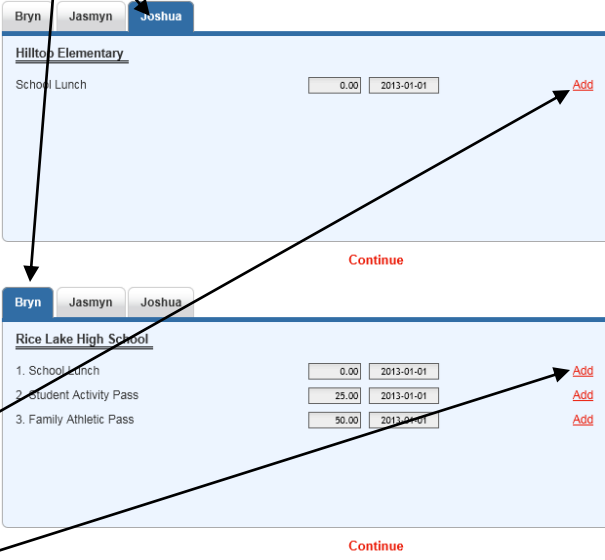 Bryn Jasmyn Joshua
Hilltop Elementary
School Lunch 0.00 2013-01-01 Add
Continue
Bryn Jasmyn Joshua
Rice Lake High School
1. School Lunch 0.00 2013-01-01 Add
2. Student Activity Pass 25.00 2013-01-01 Add
3. Family Athletic Pass 50.00 2013-01-01 Add
Continue